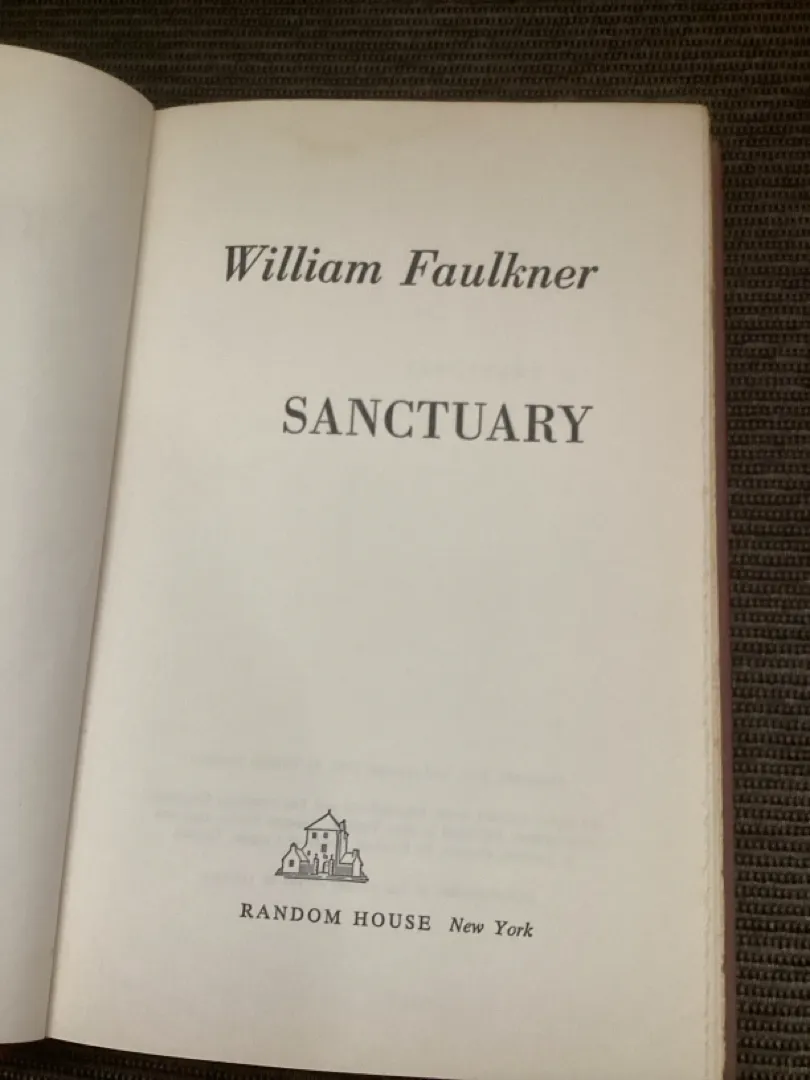 William Faulkner
SANCTUARY
RANDOM HOUSE New York